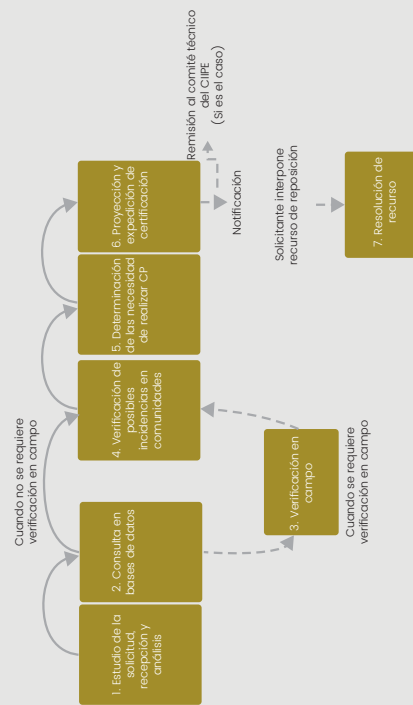 Cuando no se requiere
verificación en campo
1. Estudio de la
solicitud,
recepción y
análisis
2. Consulta en
bases de datos
3. Verificación en
campo
Cuando se requiere
verificación en campo
4. Verificación de
posibles
incidencias en
comunidades
5. Determinación
de las necesidad
de realizar CP
6. Proyección y
expedición de
certificación
Remisión al comité técnico
del CIIPE
(Si es el caso)
Notificación
Solicitante interpone
recurso de reposición
7. Resolución de
recurso